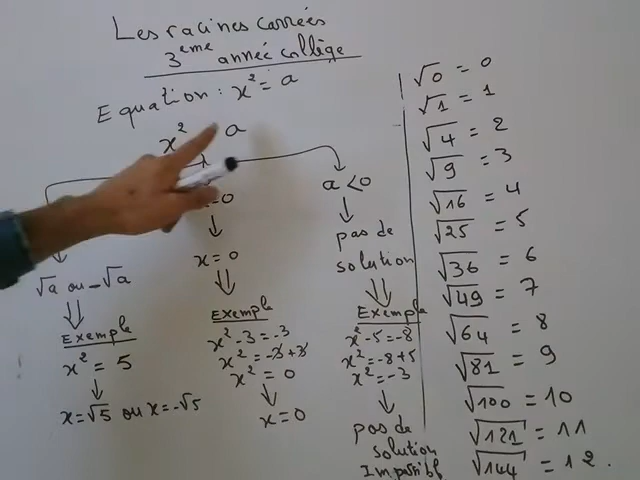 Les racines carrées
3ème année collège
Equation : x² = a
x² a
=0
a < 0
x = 0
pas de
solution
√a ou -√a
Exemple
x² = 5
x = √5 ou x = -√5
Exemple
x² - 3 = -3
x² = -3 + 3
x² = 0
x = 0
Exemple
x² - 5 = -8
x² = -8 + 5
x² = -3
pas de
solution
Impossibl
√0 = 0
√1 = 1
√4 = 2
√9 = 3
√16 = 4
√25 = 5
√36 = 6
√49 = 7
√64 = 8
√81 = 9
√100 = 10
√121 = 11
√144 = 12.